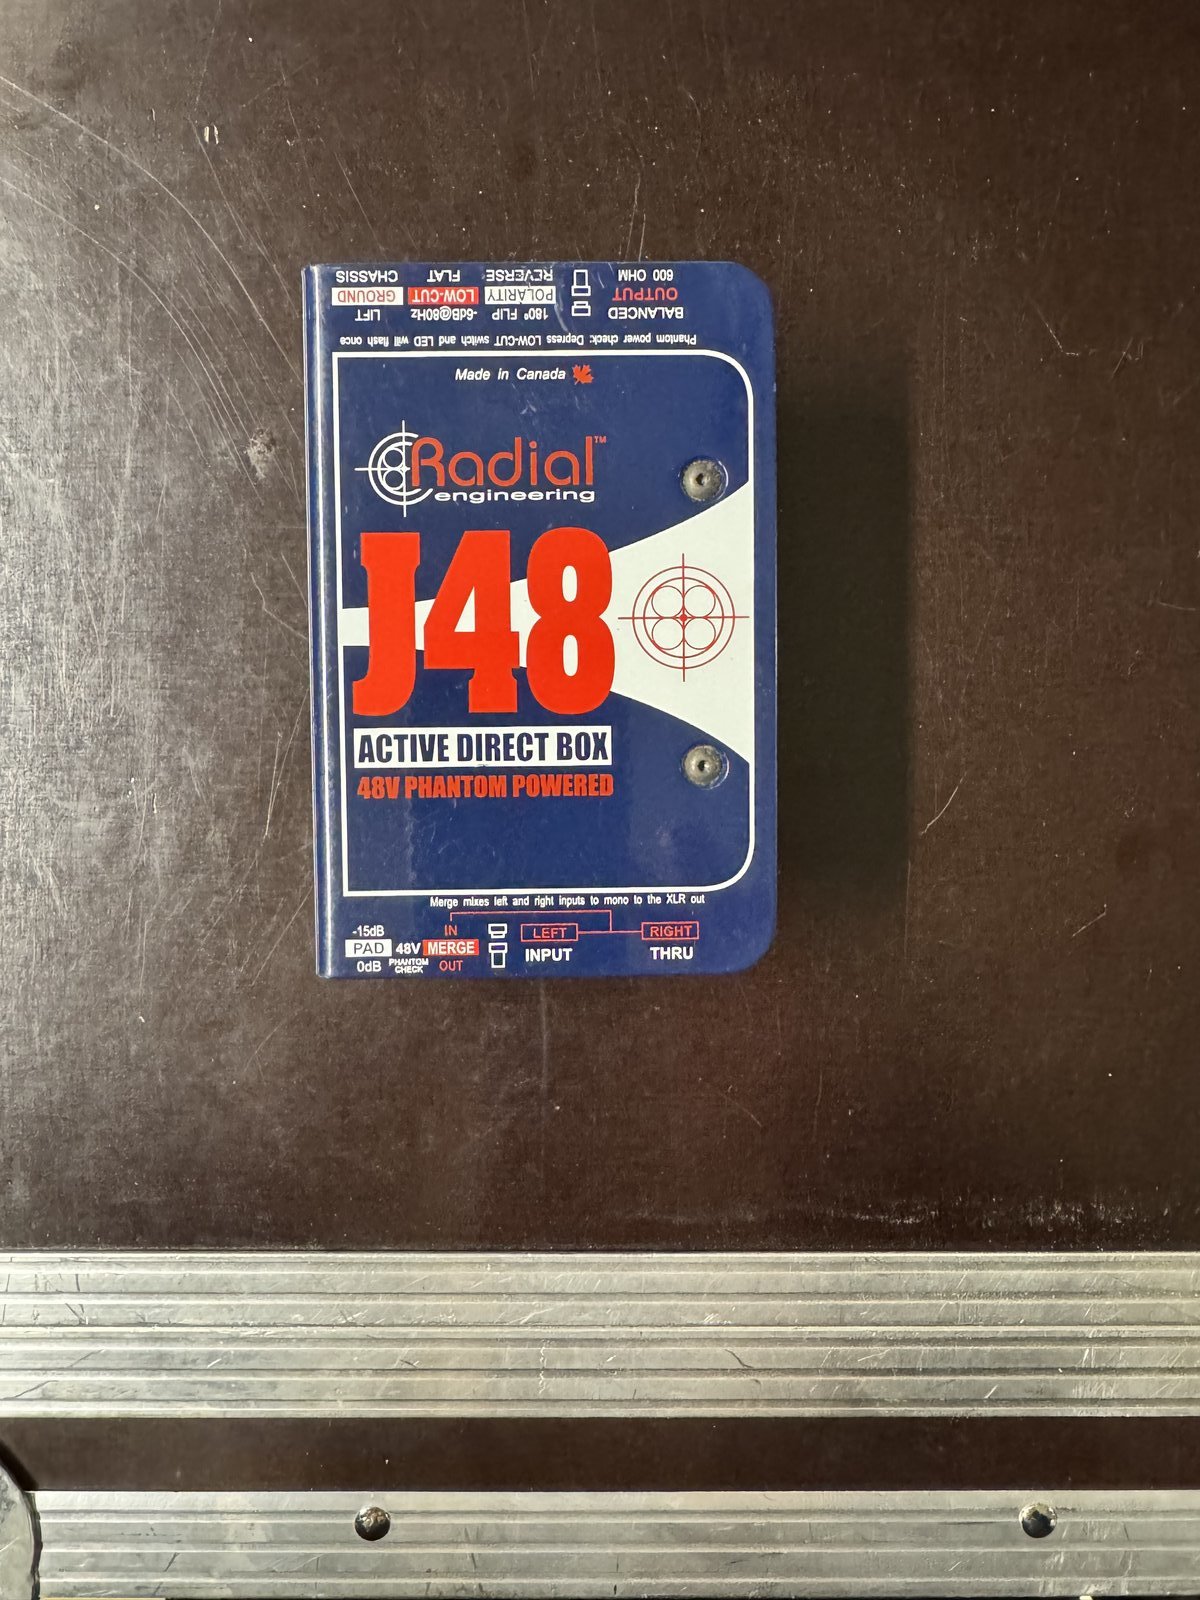 CHASSIS FLAT REVERSE 600 OHM
GROUND LOW-CUT POLARITY OUTPUT
LIFT -6dB@80Hz 180° FLIP BALANCED
Phantom power check: Depress LOW-CUT switch and LED will flash once
Made in Canada
Radial™
engineering
J48
ACTIVE DIRECT BOX
48V PHANTOM POWERED
Merge mixes left and right inputs to mono to the XLR out
-15dB IN LEFT RIGHT
PAD 48V MERGE INPUT THRU
0dB PHANTOM CHECK OUT